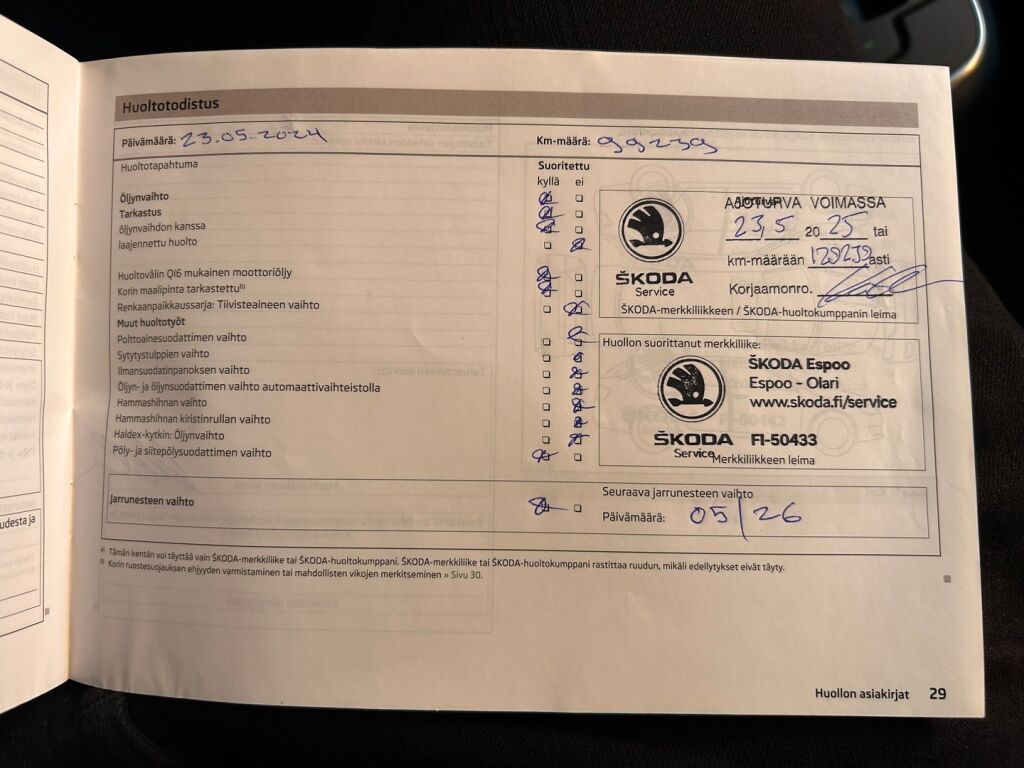 Huoltotodistus
Päivämäärä: 23.05.2024
Km-määrä: 99239
Huoltotapahtuma
Suoritettu
kyllä ei
Öljynvaihto
Tarkastus
öljynvaihdon kanssa
laajennettu huolto
Huoltovälin QI6 mukainen moottoriöljy
Korin maalipinta tarkastettu b)
Renkaanpaikkaussarja: Tiivisteaineen vaihto
Muut huoltotyöt
Polttoainesuodattimen vaihto
Sytytystulppien vaihto
Ilmansuodatinpanoksen vaihto
Öljyn- ja öljynsuodattimen vaihto automaattivaihteistolla
Hammashihnan vaihto
Hammashihnan kiristinrullan vaihto
Haldex-kytkin: Öljynvaihto
Pöly- ja siitepölysuodattimen vaihto
AJOTURVA VOIMASSA
23,5 2025 tai
km-määrään 129239 asti
Korjaamonro.
ŠKODA
Service
ŠKODA-merkkiliikkeen / ŠKODA-huoltokumppanin leima
Huollon suorittanut merkkiliike:
ŠKODA Espoo
Espoo - Olari
www.skoda.fi/service
ŠKODA FI-50433
Service
Merkkiliikkeen leima
Jarrunesteen vaihto
Seuraava jarrunesteen vaihto
Päivämäärä: 05/26
a) Tämän kentän voi täyttää vain ŠKODA-merkkiliike tai ŠKODA-huoltokumppani. ŠKODA-merkkiliike tai ŠKODA-huoltokumppani rastittaa ruudun, mikäli edellytykset eivät täyty.
b) Korin ruostesuojauksen ehjyyden varmistaminen tai mahdollisten vikojen merkitseminen » Sivu 30.
udesta ja
Huollon asiakirjat 29